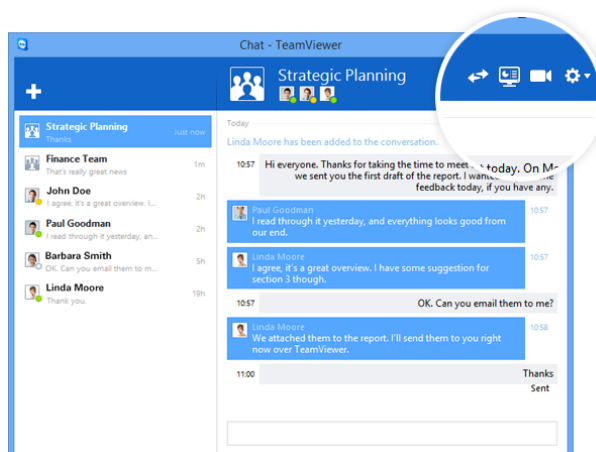 Chat - TeamViewer
Strategic Planning
Strategic Planning
Thanks
Just now
Finance Team
That's really great news
1m
John Doe
I agree, it's a great overview. I...
2h
Paul Goodman
I read through it yesterday, an...
2h
Barbara Smith
OK. Can you email them to m...
5h
Linda Moore
Thank you.
19h
Today
Linda Moore has been added to the conversation.
10:57
Hi everyone. Thanks for taking the time to meet today. On Mo
we sent you the first draft of the report. I wanted
feedback today, if you have any.
Paul Goodman
10:57
I read through it yesterday, and everything looks good from
our end.
Linda Moore
10:57
I agree, it's a great overview. I have some suggestion for
section 3 though.
10:57
OK. Can you email them to me?
Linda Moore
10:58
We attached them to the report. I'll send them to you right
now over TeamViewer.
11:00
Thanks
Sent